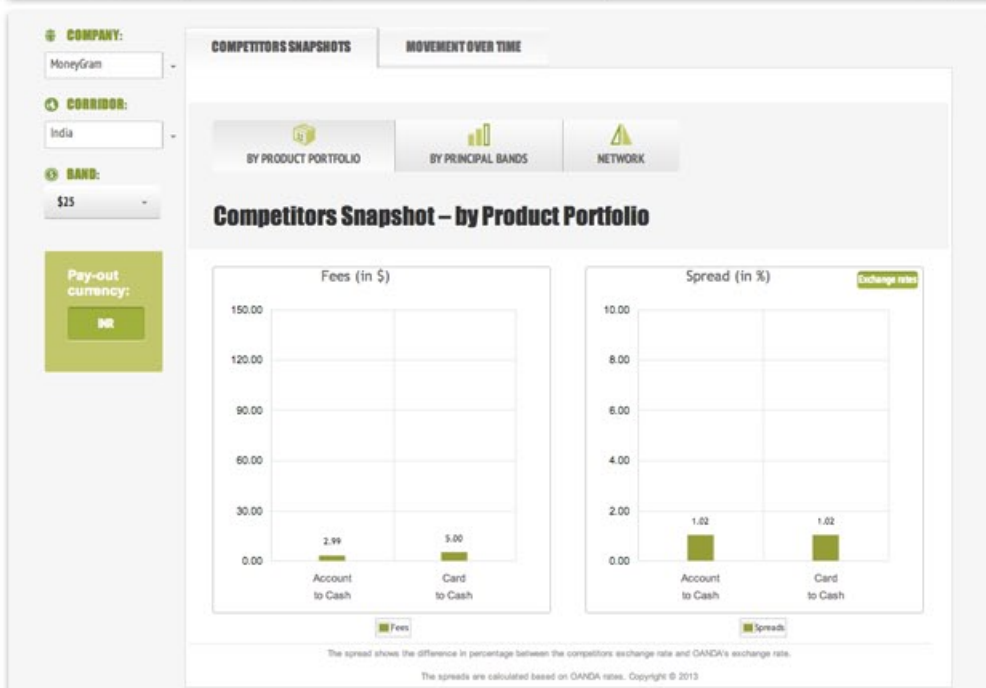 COMPANY:
MoneyGram
CORRIDOR:
India
BAND:
$25
Pay-out
currency:
INR
COMPETITORS SNAPSHOTS
MOVEMENT OVER TIME
BY PRODUCT PORTFOLIO
BY PRINCIPAL BANDS
NETWORK
Competitors Snapshot – by Product Portfolio
Fees (in $)
150.00
120.00
90.00
60.00
30.00
0.00
2.99
5.00
Account
to Cash
Card
to Cash
Fees
Spread (in %)
Exchange rates
10.00
8.00
6.00
4.00
2.00
0.00
1.02
1.02
Account
to Cash
Card
to Cash
Spreads
The spread shows the difference in percentage between the competitors exchange rate and OANDA's exchange rate.
The spreads are calculated based on OANDA rates. Copyright © 2013